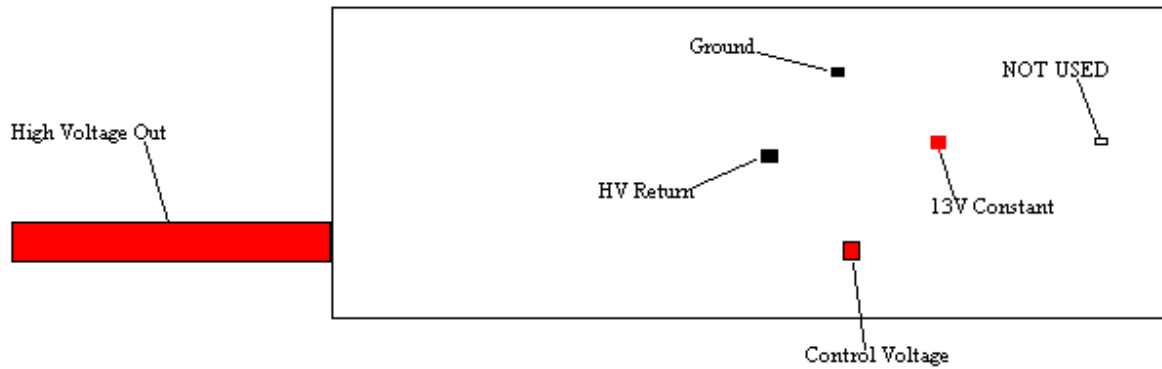 Ground
NOT USED
High Voltage Out
HV Return
13V Constant
Control Voltage